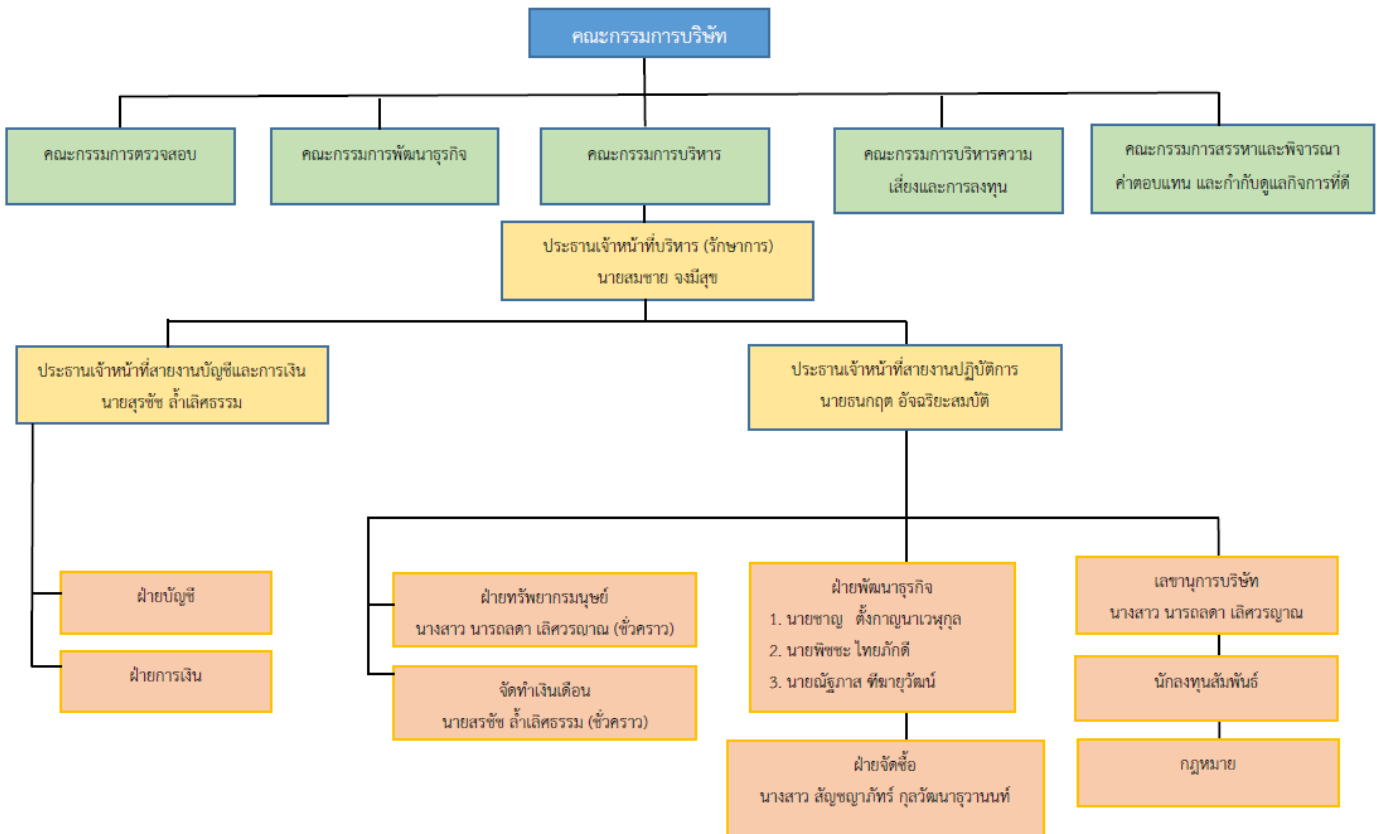 คณะกรรมการบริษัท
คณะกรรมการตรวจสอบ
คณะกรรมการพัฒนาธุรกิจ
คณะกรรมการบริหาร
คณะกรรมการบริหารความ
เสี่ยงและการลงทุน
คณะกรรมการสรรหาและพิจารณา
ค่าตอบแทน และกำกับดูแลกิจการที่ดี
ประธานเจ้าหน้าที่บริหาร (รักษาการ)
นายสมชาย จงมีสุข
ประธานเจ้าหน้าที่สายงานบัญชีและการเงิน
นายสุรชัช ล้ำเลิศธรรม
ประธานเจ้าหน้าที่สายงานปฏิบัติการ
นายธนกฤต อัจฉริยะสมบัติ
ฝ่ายบัญชี
ฝ่ายการเงิน
ฝ่ายทรัพยากรมนุษย์
นางสาว นารถลดา เลิศวรญาณ (ชั่วคราว)
จัดทำเงินเดือน
นายสรชัช ล้ำเลิศธรรม (ชั่วคราว)
ฝ่ายพัฒนาธุรกิจ
1. นายชาญ ตั้งกาญนาเวฬุกุล
2. นายพิชชะ ไทยภักดี
3. นายณัฐภาส ฑีฆายุวัฒน์
ฝ่ายจัดซื้อ
นางสาว สัญชญาภัทร์ กุลวัฒนาธุวานนท์
เลขานุการบริษัท
นางสาว นารถลดา เลิศวรญาณ
นักลงทุนสัมพันธ์
กฎหมาย